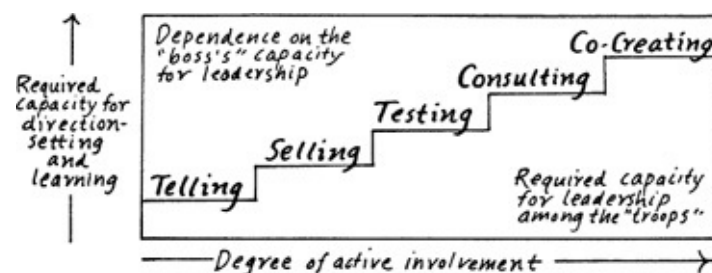 Required
capacity for
direction-
setting
and
learning
Dependence on the
"boss's" capacity
for leadership
Telling
Selling
Testing
Consulting
Co-Creating
Required capacity
for leadership
among the "troops"
Degree of active involvement